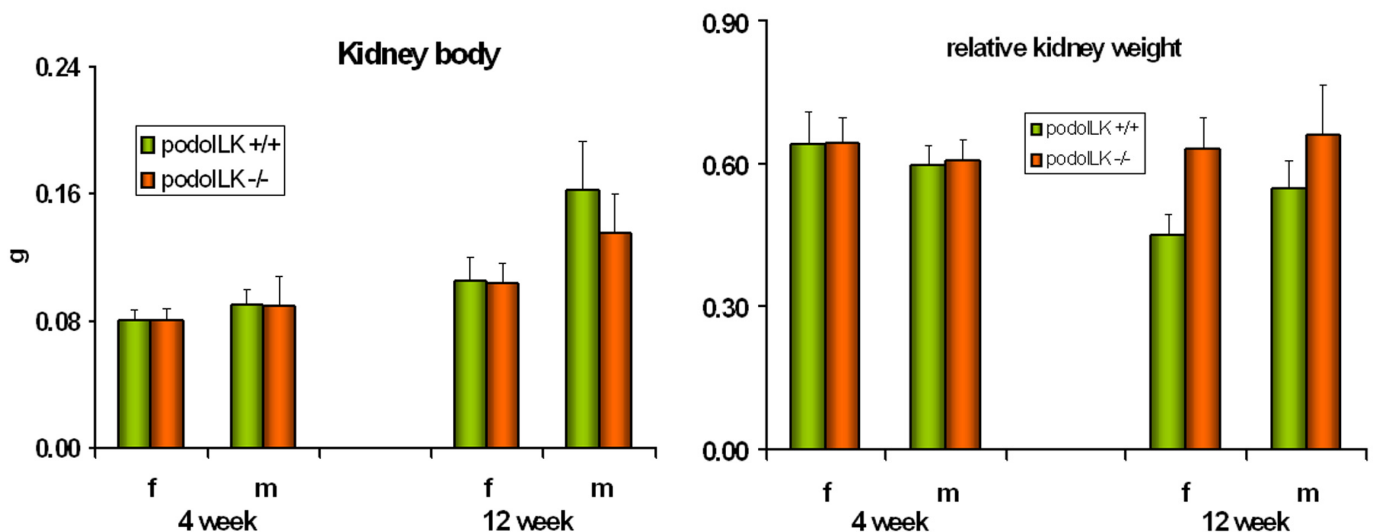 Kidney body
0.24
0.16
0.08
0.00
g
podoILK +/+
podoILK -/-
f m f m
4 week 12 week
relative kidney weight
0.90
0.60
0.30
0.00
podoILK +/+
podoILK -/-
f m f m
4 week 12 week